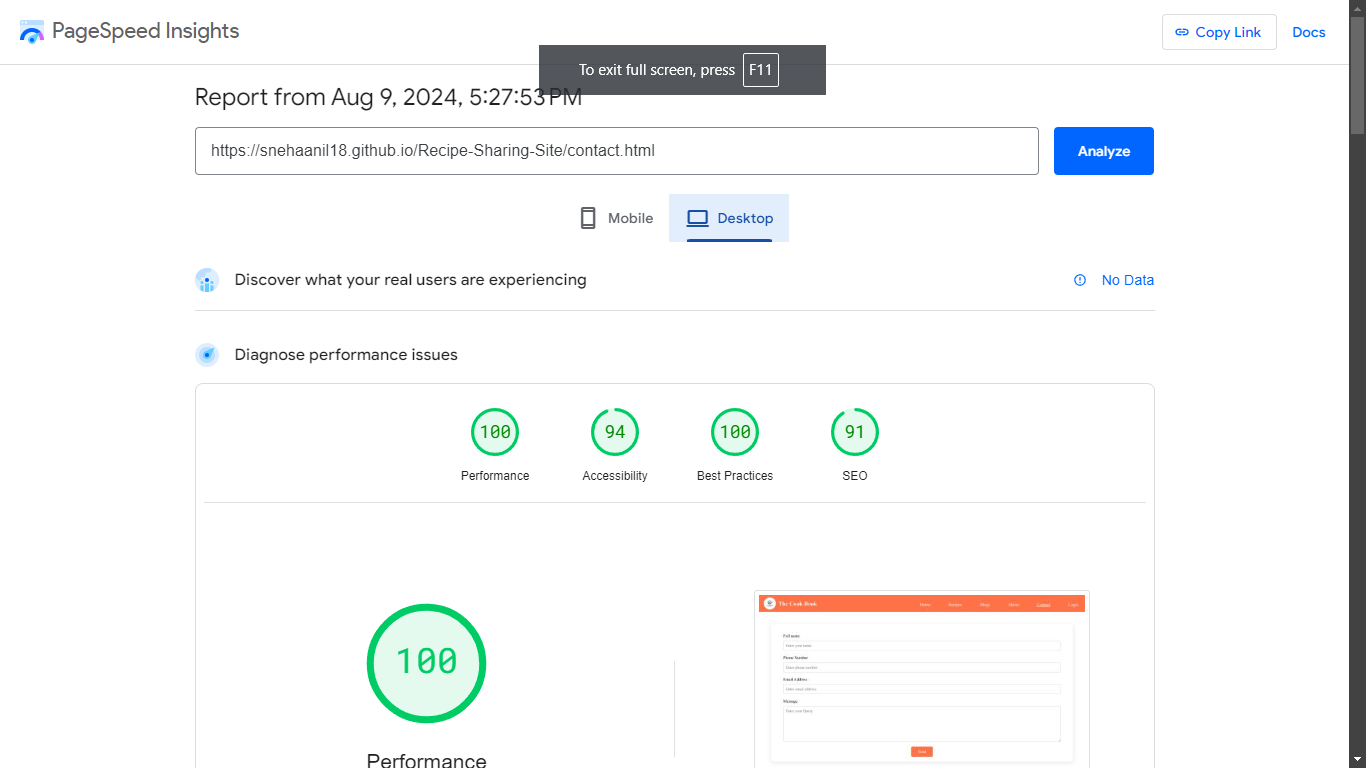 PageSpeed Insights
Copy Link
Docs
To exit full screen, press F11
Report from Aug 9, 2024, 5:27:53 PM
https://snehaanil18.github.io/Recipe-Sharing-Site/contact.html
Analyze
Mobile
Desktop
Discover what your real users are experiencing
No Data
Diagnose performance issues
100
94
100
91
Performance
Accessibility
Best Practices
SEO
100
Performance
The Cook Book
Home
Recipes
Blogs
About
Contact
Login
Full name
Enter your name
Phone Number
Enter phone number
Email Address
Enter email address
Message
Enter your Query